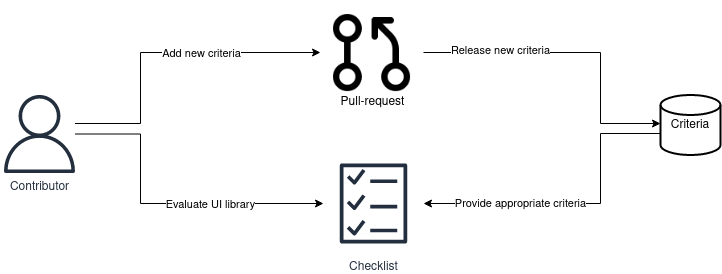 Add new criteria
Release new criteria
Pull-request
Criteria
Contributor
Evaluate UI library
Provide appropriate criteria
Checklist